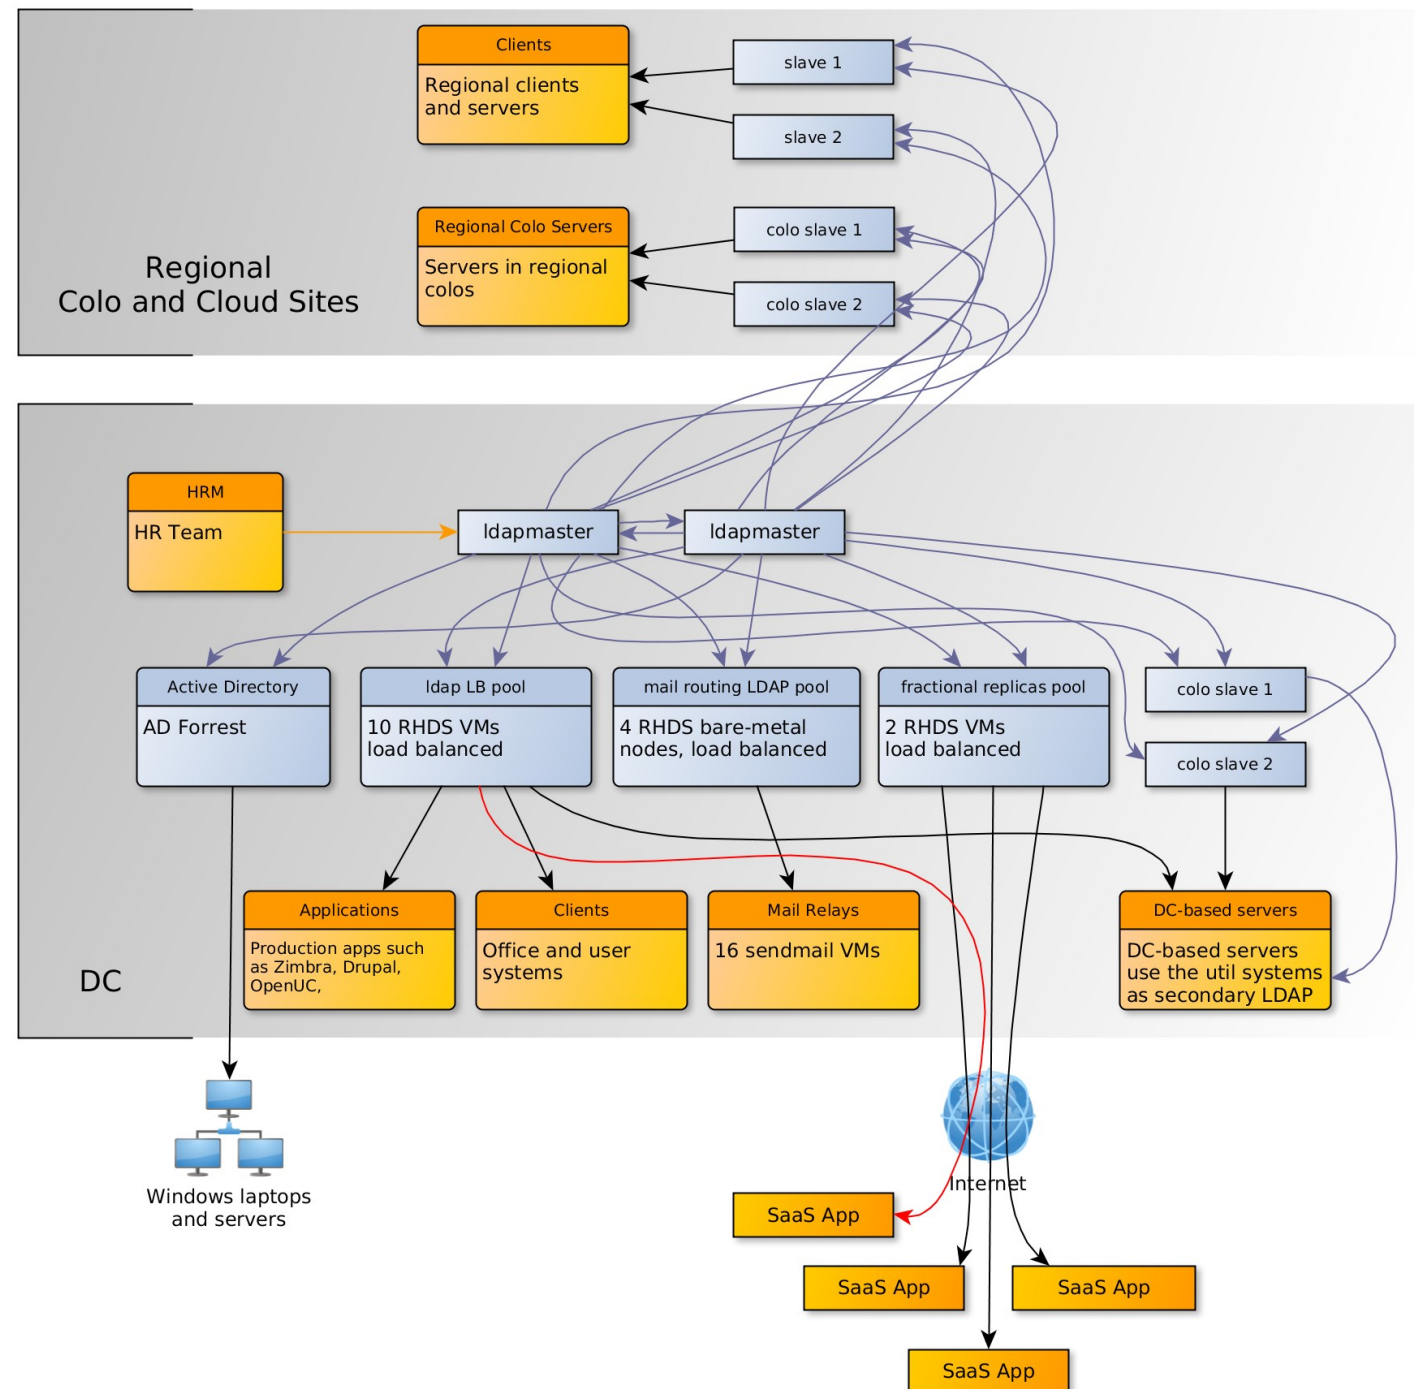 Clients
Regional clients
and servers
slave 1
slave 2
Regional Colo Servers
Servers in regional
colos
colo slave 1
colo slave 2
Regional
Colo and Cloud Sites
HRM
HR Team
ldapmaster
ldapmaster
Active Directory
AD Forrest
ldap LB pool
10 RHDS VMs
load balanced
mail routing LDAP pool
4 RHDS bare-metal
nodes, load balanced
fractional replicas pool
2 RHDS VMs
load balanced
colo slave 1
colo slave 2
Applications
Production apps such
as Zimbra, Drupal,
OpenUC,
Clients
Office and user
systems
Mail Relays
16 sendmail VMs
DC-based servers
DC-based servers
use the util systems
as secondary LDAP
DC
Windows laptops
and servers
Internet
SaaS App
SaaS App
SaaS App
SaaS App